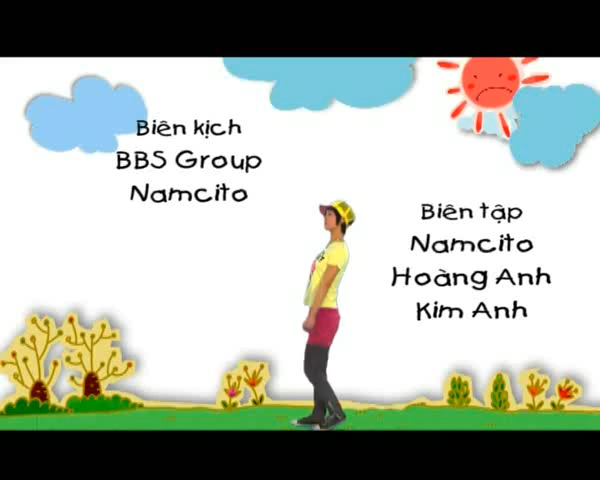 Biên kịch
BBS Group
Namcito
Biên tập
Namcito
Hoàng Anh
Kim Anh